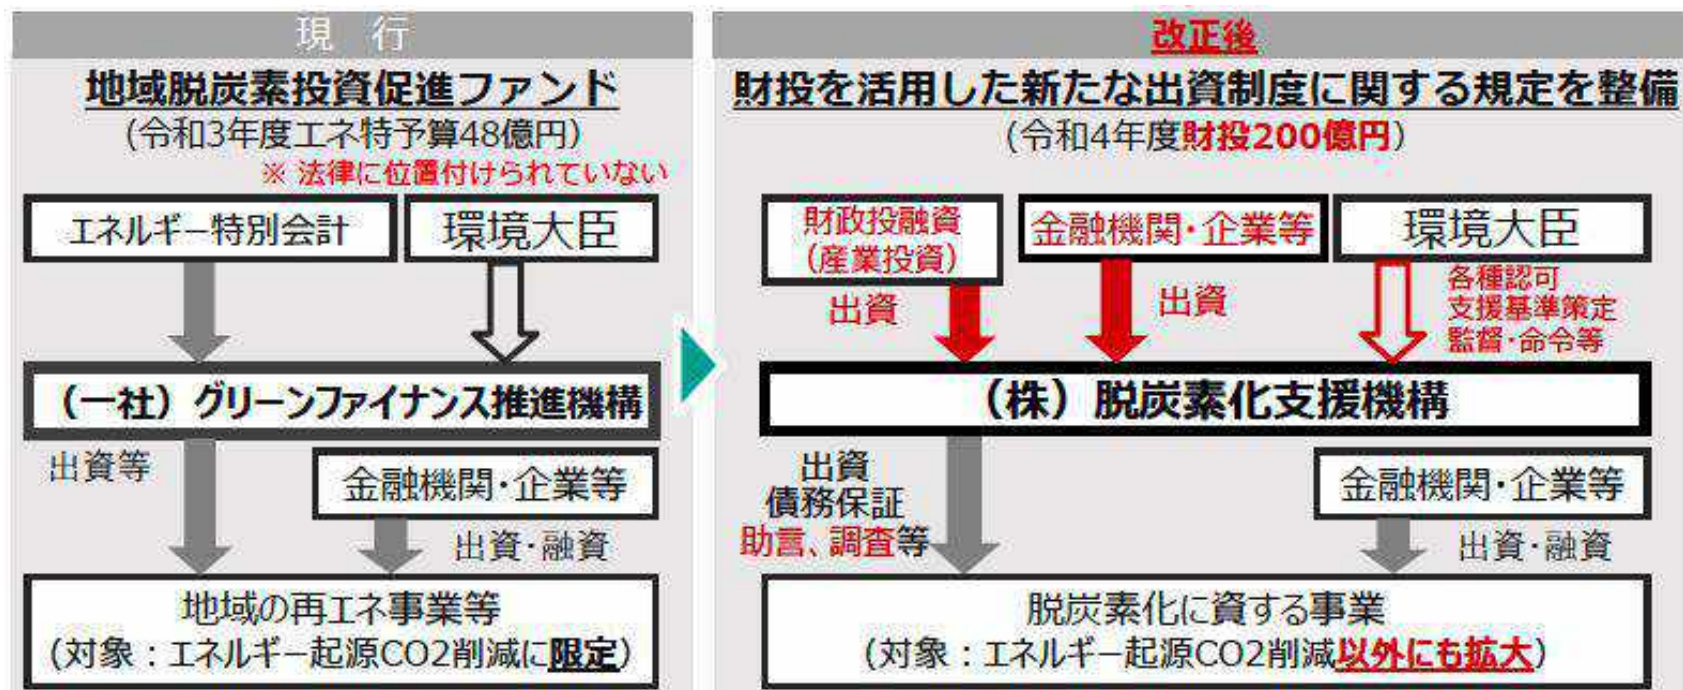 現 行
地域脱炭素投資促進ファンド
(令和3年度エネ特予算48億円)
※ 法律に位置付けられていない
エネルギー特別会計
環境大臣
(一社) グリーンファイナンス推進機構
出資等
金融機関・企業等
出資・融資
地域の再エネ事業等
(対象:エネルギー起源CO2削減に限定)
改正後
財投を活用した新たな出資制度に関する規定を整備
(令和4年度財投200億円)
財政投融資
(産業投資)
金融機関・企業等
環境大臣
出資
出資
各種認可
支援基準策定
監督・命令等
(株) 脱炭素化支援機構
出資
債務保証
助言、調査等
金融機関・企業等
出資・融資
脱炭素化に資する事業
(対象:エネルギー起源CO2削減以外にも拡大)